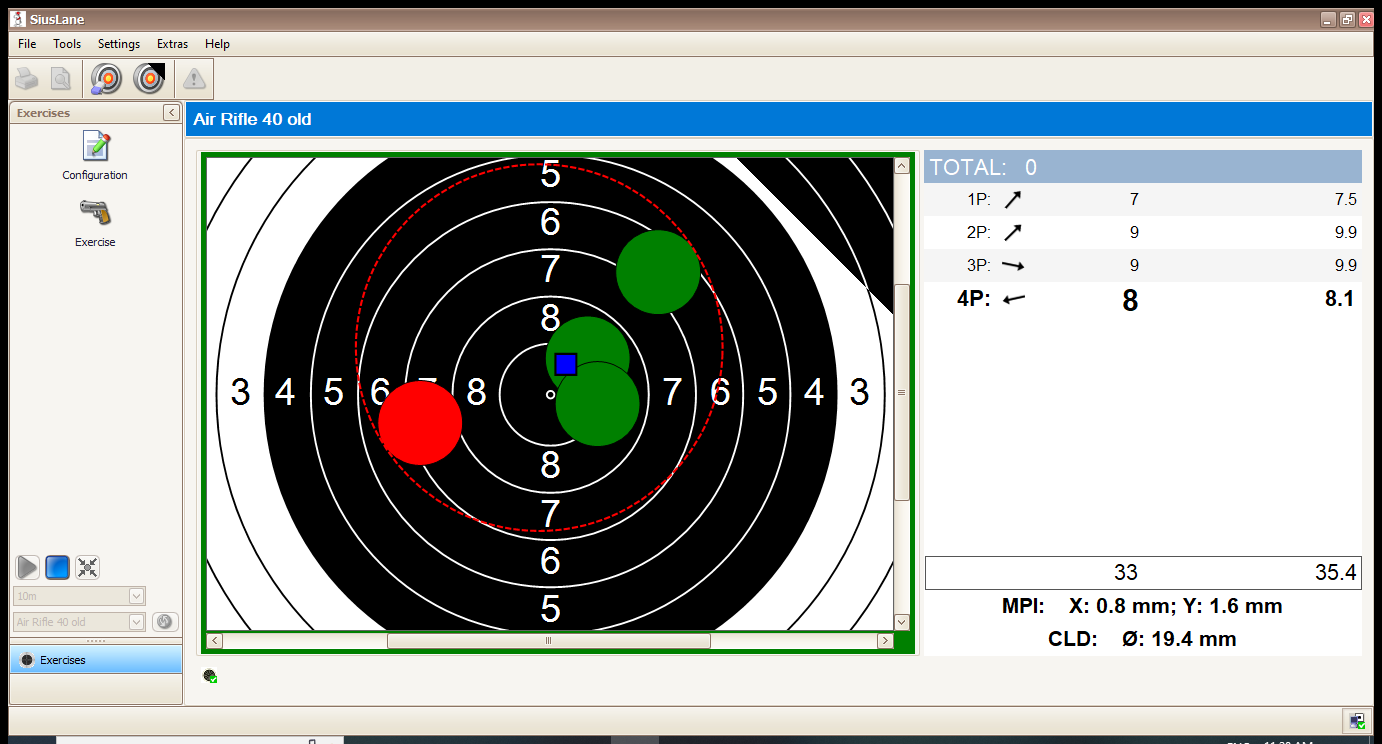 SiusLane
File Tools Settings Extras Help
Exercises
Configuration
Exercise
10m
Air Rifle 40 old
Exercises
Air Rifle 40 old
5
6
7
8
3 4 5 6 7 8 7 6 5 4 3
8
7
6
5
TOTAL: 0
1P: 7 7.5
2P: 9 9.9
3P: 9 9.9
4P: 8 8.1
33 35.4
MPI: X: 0.8 mm; Y: 1.6 mm
CLD: Ø: 19.4 mm